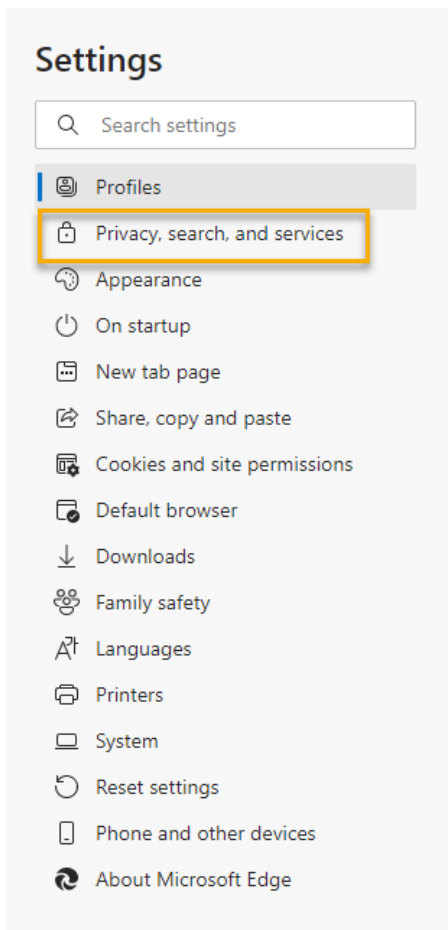 Settings
Search settings
Profiles
Privacy, search, and services
Appearance
On startup
New tab page
Share, copy and paste
Cookies and site permissions
Default browser
Downloads
Family safety
Languages
Printers
System
Reset settings
Phone and other devices
About Microsoft Edge